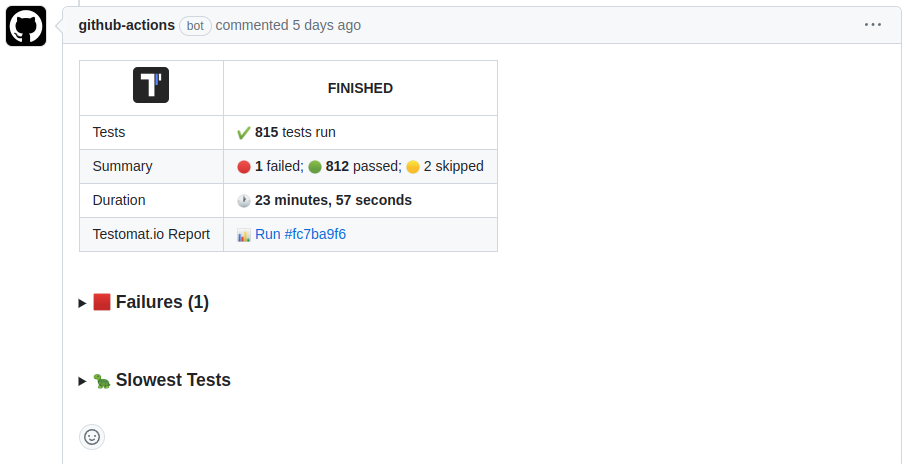 github-actions bot commented 5 days ago
T FINISHED
Tests 815 tests run
Summary 1 failed; 812 passed; 2 skipped
Duration 23 minutes, 57 seconds
Testomat.io Report Run #fc7ba9f6
Failures (1)
Slowest Tests